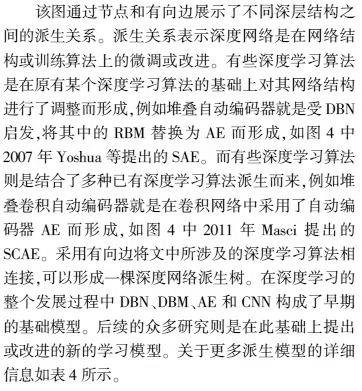 该图通过节点和有向边展示了不同深层结构之
间的派生关系。派生关系表示深度网络是在网络结
构或训练算法上的微调或改进。有些深度学习算法
是在原有某个深度学习算法的基础上对其网络结构
进行了调整而形成,例如堆叠自动编码器就是受 DBN
启发,将其中的 RBM 替换为 AE 而形成,如图 4 中
2007 年 Yoshua 等提出的 SAE。而有些深度学习算法
则是结合了多种已有深度学习算法派生而来,例如堆
叠卷积自动编码器就是在卷积网络中采用了自动编
码器 AE 而形成,如图 4 中 2011 年 Masci 提出的
SCAE。采用有向边将文中所涉及的深度学习算法相
连接,可以形成一棵深度网络派生树。在深度学习的
整个发展过程中 DBN、DBM、AE 和 CNN 构成了早期
的基础模型。后续的众多研究则是在此基础上提出
或改进的新的学习模型。关于更多派生模型的详细
信息如表 4 所示。